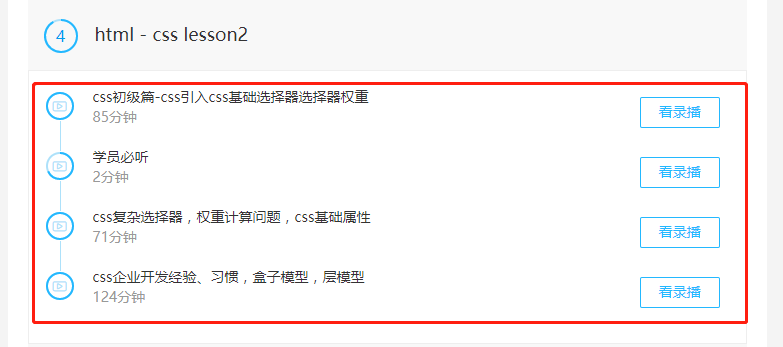 4 html - css lesson2
css初级篇-css引入css基础选择器选择器权重
85分钟
看录播
学员必听
2分钟
看录播
css复杂选择器，权重计算问题，css基础属性
71分钟
看录播
css企业开发经验、习惯，盒子模型，层模型
124分钟
看录播